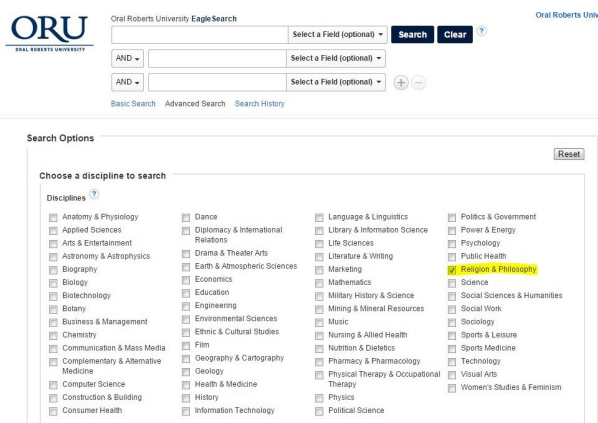 ORU
ORAL ROBERTS UNIVERSITY
Oral Roberts University EagleSearch
Oral Roberts Univ
Select a Field (optional)
Search
Clear
?
AND
Select a Field (optional)
AND
Select a Field (optional)
+
−
Basic Search
Advanced Search
Search History
Search Options
Reset
Choose a discipline to search
Disciplines ?
Anatomy & Physiology
Applied Sciences
Arts & Entertainment
Astronomy & Astrophysics
Biography
Biology
Biotechnology
Botany
Business & Management
Chemistry
Communication & Mass Media
Complementary & Alternative
Medicine
Computer Science
Construction & Building
Consumer Health
Dance
Diplomacy & International
Relations
Drama & Theater Arts
Earth & Atmospheric Sciences
Economics
Education
Engineering
Environmental Sciences
Ethnic & Cultural Studies
Film
Geography & Cartography
Geology
Health & Medicine
History
Information Technology
Language & Linguistics
Library & Information Science
Life Sciences
Literature & Writing
Marketing
Mathematics
Military History & Science
Mining & Mineral Resources
Music
Nursing & Allied Health
Nutrition & Dietetics
Pharmacy & Pharmacology
Physical Therapy & Occupational
Therapy
Physics
Political Science
Politics & Government
Power & Energy
Psychology
Public Health
Religion & Philosophy
Science
Social Sciences & Humanities
Social Work
Sociology
Sports & Leisure
Sports Medicine
Technology
Visual Arts
Women's Studies & Feminism